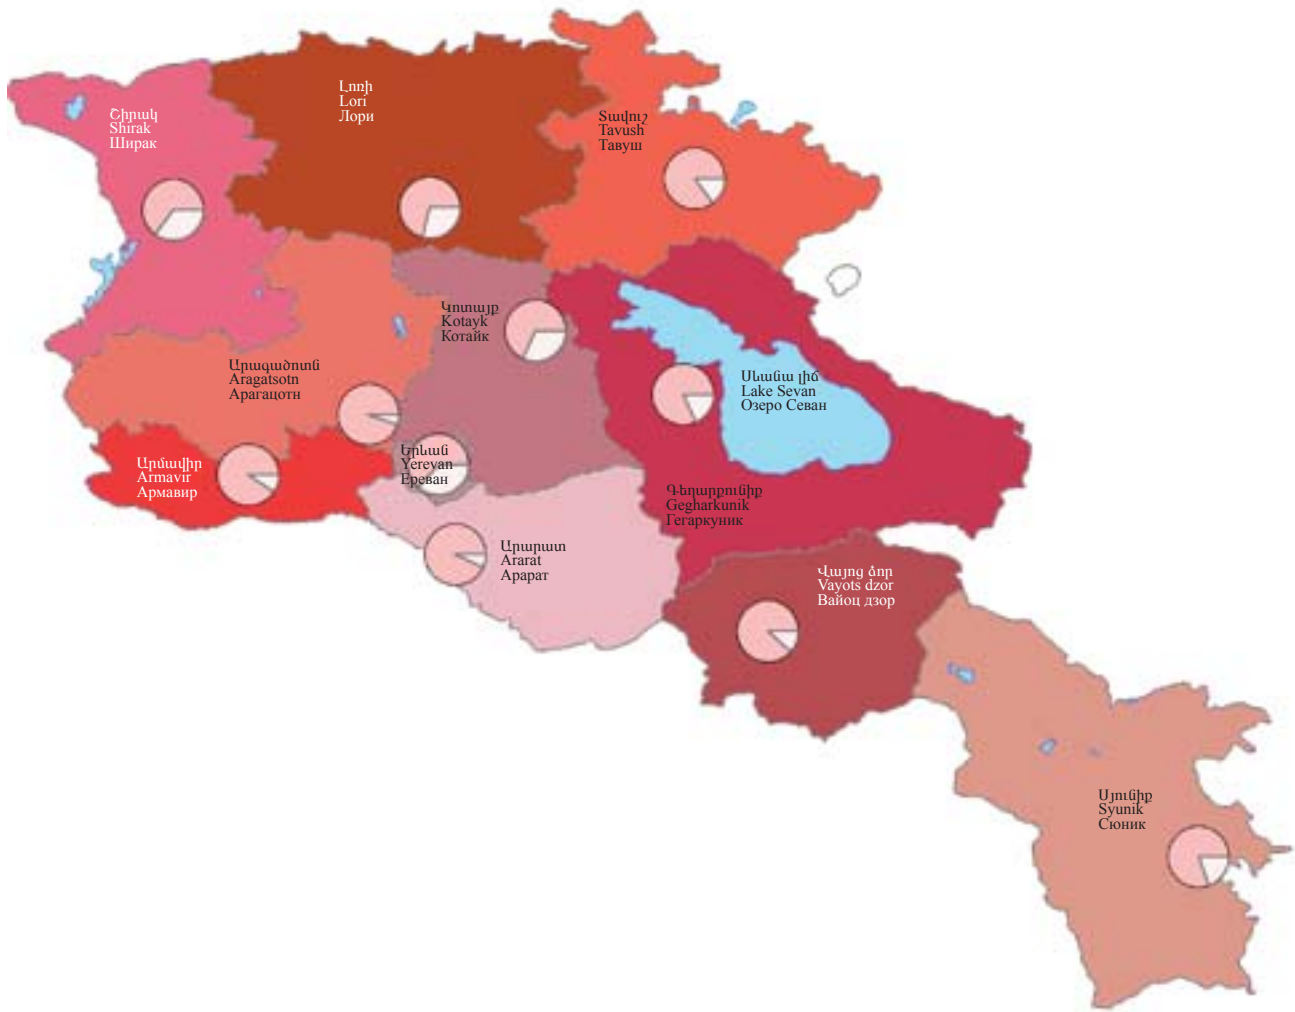 Լոռի
Lori
Лори
Շիրակ
Shirak
Ширак
Տավուշ
Tavush
Тавуш
Կոտայք
Kotayk
Котайк
Արագածոտն
Aragatsotn
Арагацотн
Սևանա լիճ
Lake Sevan
Озеро Севан
Երևան
Yerevan
Ереван
Արմավիր
Armavir
Армавир
Գեղարքունիք
Gegharkunik
Гегаркуник
Արարատ
Ararat
Арарат
Վայոց ձոր
Vayots dzor
Вайоц дзор
Սյունիք
Syunik
Сюник